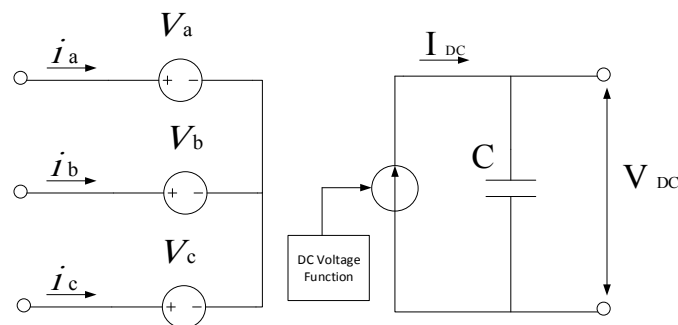 V a
i a
+ -
V b
i b
+ -
V c
i c
+ -
I DC
C
V DC
DC Voltage
Function